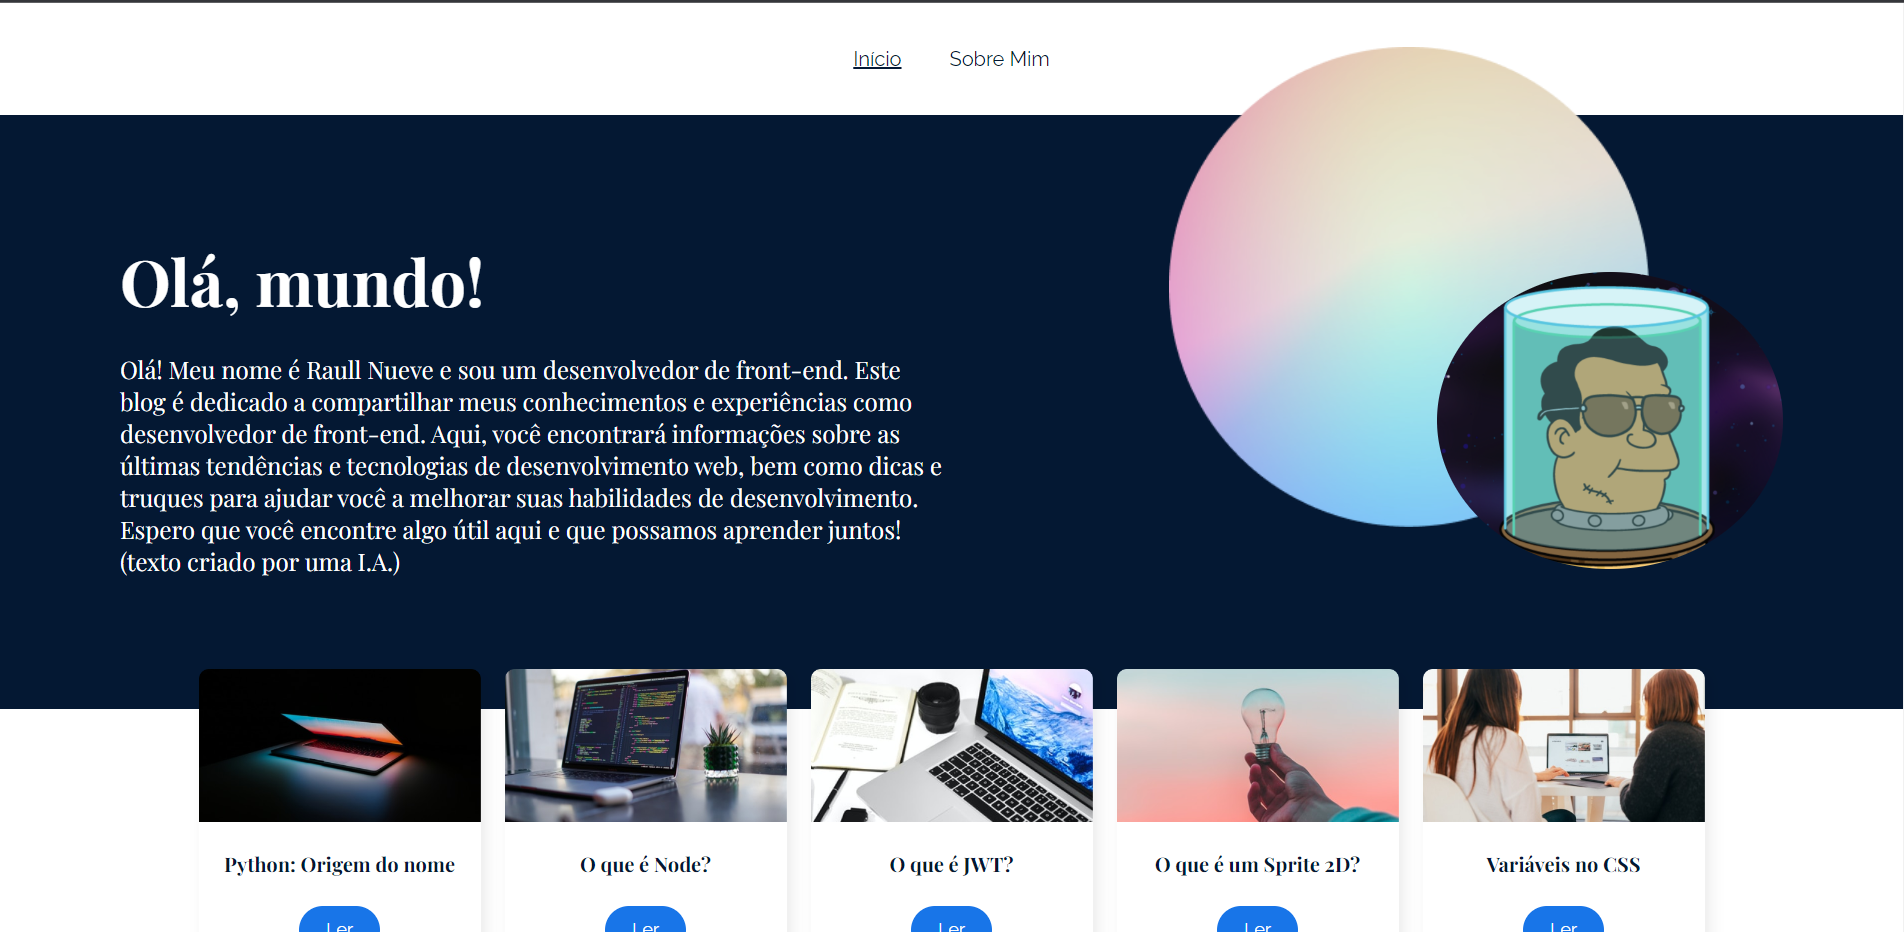 Início Sobre Mim
Olá, mundo!
Olá! Meu nome é Raull Nueve e sou um desenvolvedor de front-end. Este
blog é dedicado a compartilhar meus conhecimentos e experiências como
desenvolvedor de front-end. Aqui, você encontrará informações sobre as
últimas tendências e tecnologias de desenvolvimento web, bem como dicas e
truques para ajudar você a melhorar suas habilidades de desenvolvimento.
Espero que você encontre algo útil aqui e que possamos aprender juntos!
(texto criado por uma I.A.)
Python: Origem do nome
O que é Node?
O que é JWT?
O que é um Sprite 2D?
Variáveis no CSS
Ler
Ler
Ler
Ler
Ler